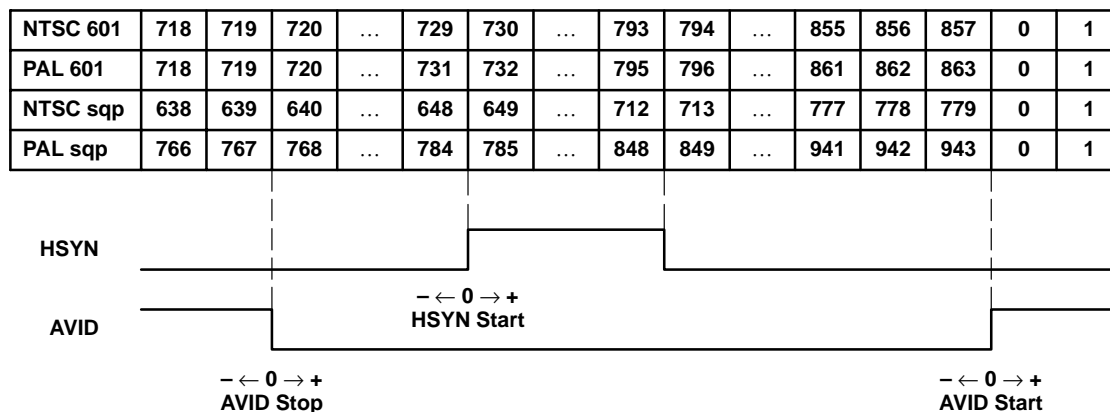 NTSC 601 718 719 720 … 729 730 … 793 794 … 855 856 857 0 1
PAL 601 718 719 720 … 731 732 … 795 796 … 861 862 863 0 1
NTSC sqp 638 639 640 … 648 649 … 712 713 … 777 778 779 0 1
PAL sqp 766 767 768 … 784 785 … 848 849 … 941 942 943 0 1
HSYN
− ← 0 → +
HSYN Start
AVID
− ← 0 → +
AVID Stop
− ← 0 → +
AVID Start